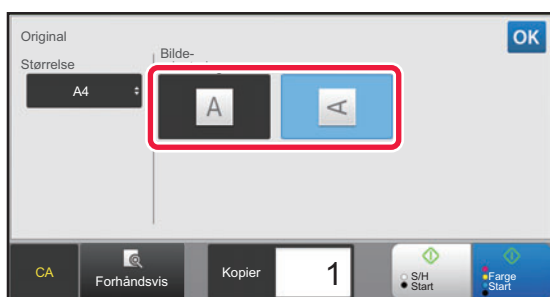 Original
OK
Størrelse
Bilde-
A4
A
A
CA
Forhåndsvis
Kopier
1
S/H
Start
Farge
Start